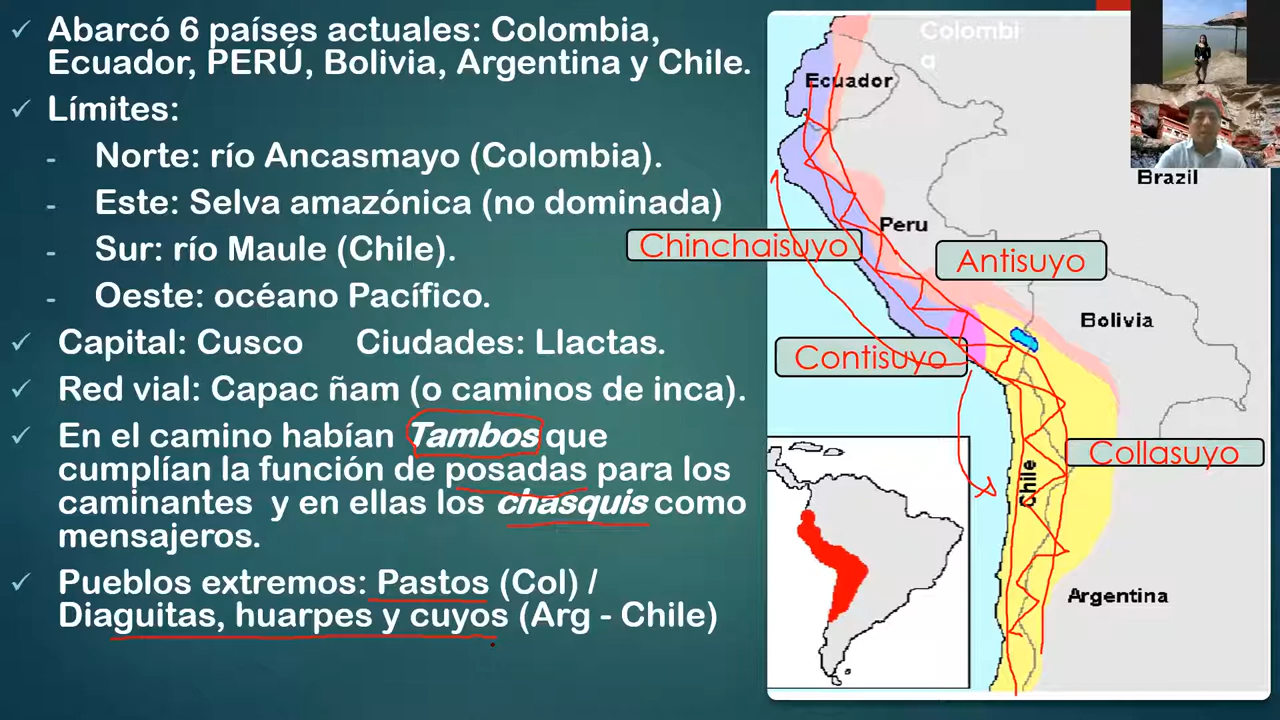 ✓ Abarcó 6 países actuales: Colombia,
Ecuador, PERÚ, Bolivia, Argentina y Chile.
✓ Límites:
- Norte: río Ancasmayo (Colombia).
- Este: Selva amazónica (no dominada)
- Sur: río Maule (Chile).
- Oeste: océano Pacífico.
✓ Capital: Cusco Ciudades: Llactas.
✓ Red vial: Capac ñam (o caminos de inca).
✓ En el camino habían Tambos que
cumplían la función de posadas para los
caminantes y en ellas los chasquis como
mensajeros.
✓ Pueblos extremos: Pastos (Col) /
Diaguitas, huarpes y cuyos (Arg - Chile)
Colombi
a
Ecuador
Brazil
Peru
Chinchaisuyo
Antisuyo
Bolivia
Contisuyo
Collasuyo
Chile
Argentina